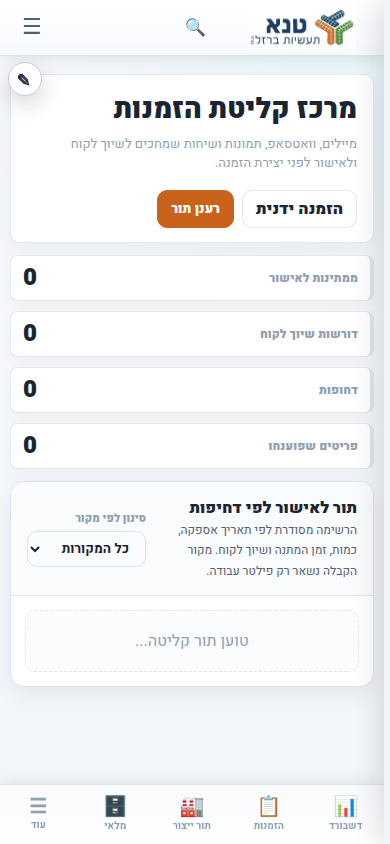 טנא
תעשיות ברזל
מרכז קליטת הזמנות
מיילים, וואטסאפ, תמונות ושיחות שמחכים לשיוך לקוח
ולאישור לפני יצירת הזמנה.
הזמנה ידנית
רענן תור
ממתינות לאישור
0
דורשות שיוך לקוח
0
דחופות
0
פריטים שפוענחו
0
תור לאישור לפי דחיפות
הרשימה מסודרת לפי תאריך אספקה,
כמות, זמן המתנה ושיוך לקוח. מקור
הקבלה נשאר רק פילטר עבודה.
סינון לפי מקור
כל המקורות
טוען תור קליטה...
דשבורד
הזמנות
תור ייצור
מלאי
עוד